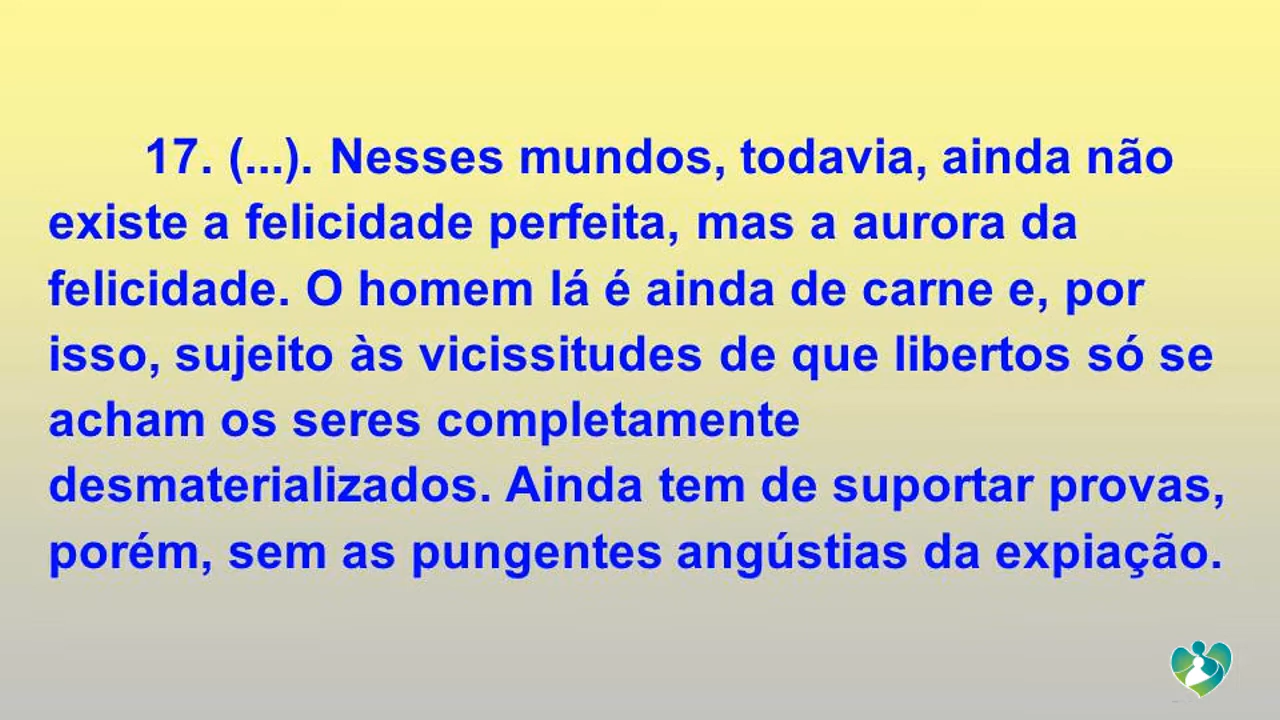 17. (...). Nesses mundos, todavia, ainda não
existe a felicidade perfeita, mas a aurora da
felicidade. O homem lá é ainda de carne e, por
isso, sujeito às vicissitudes de que libertos só se
acham os seres completamente
desmaterializados. Ainda tem de suportar provas,
porém, sem as pungentes angústias da expiação.